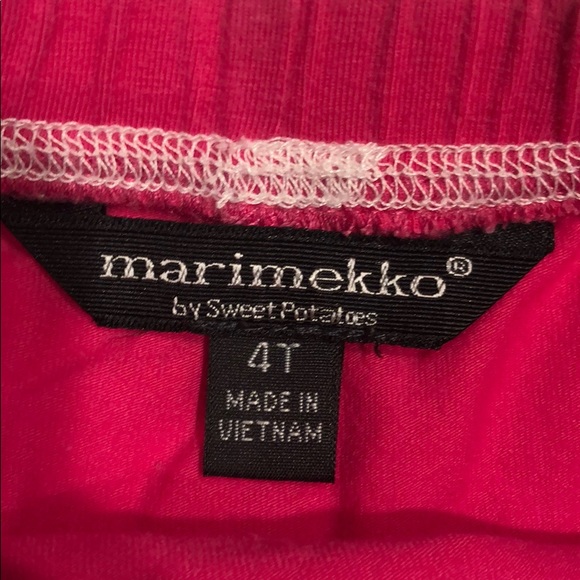 marimekko®
by Sweet Potatoes
4T
MADE IN
VIETNAM